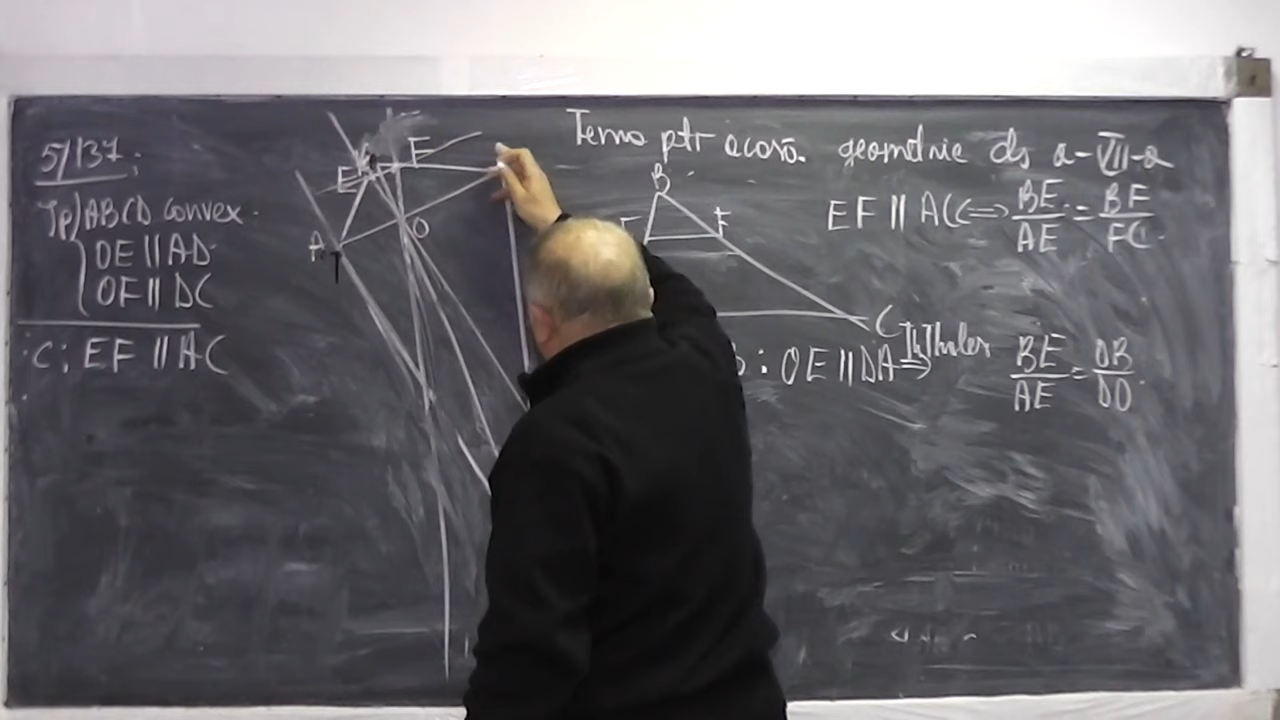 5/137:
Ip) ABCD convex.
OE || AD
OF || DC
C: EF || AC
E
F
A
O
Tema ptr acasă. geometrie cls a-VII-a
B
F
C
EF || AC <=> BE/AE = BF/FC.
: OE || DA =>
Th Thales
BE/AE = OB/DO.